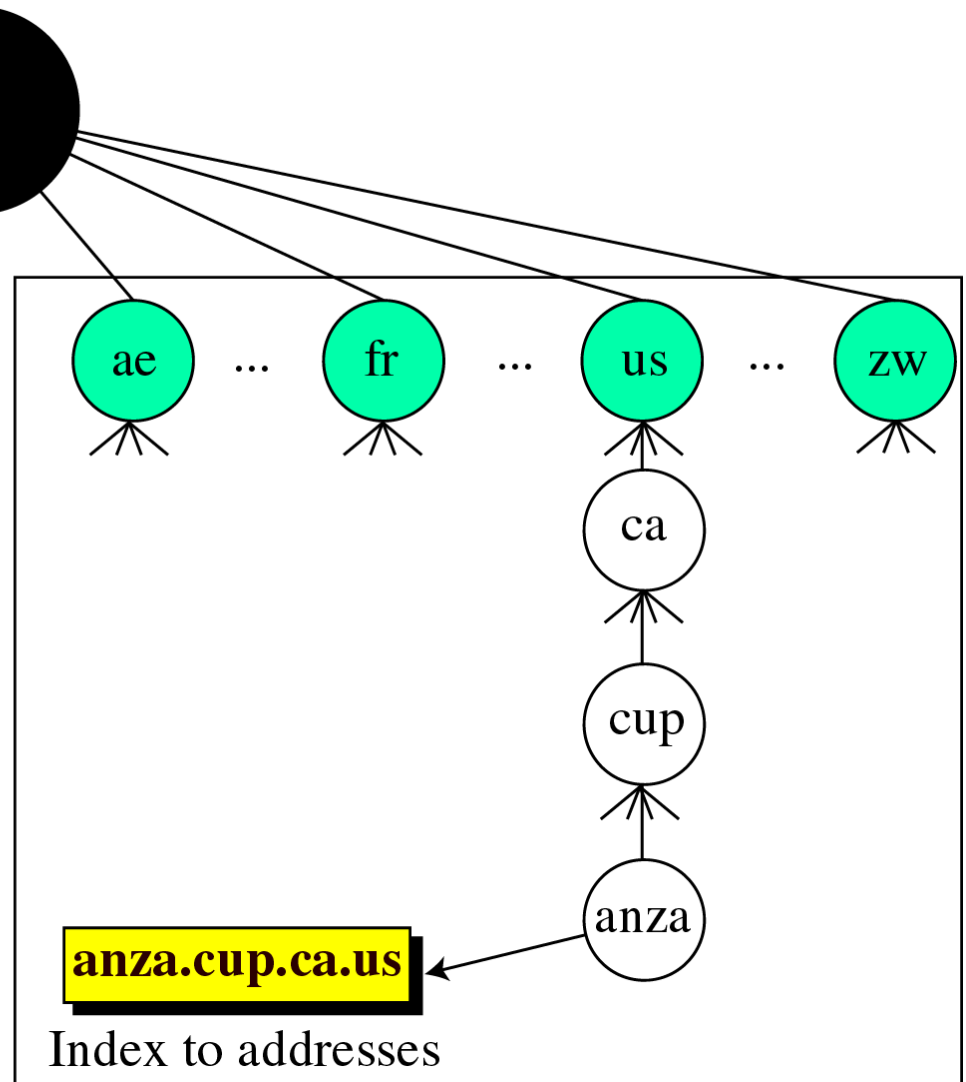 ae ... fr ... us ... zw
ca
cup
anza
anza.cup.ca.us
Index to addresses